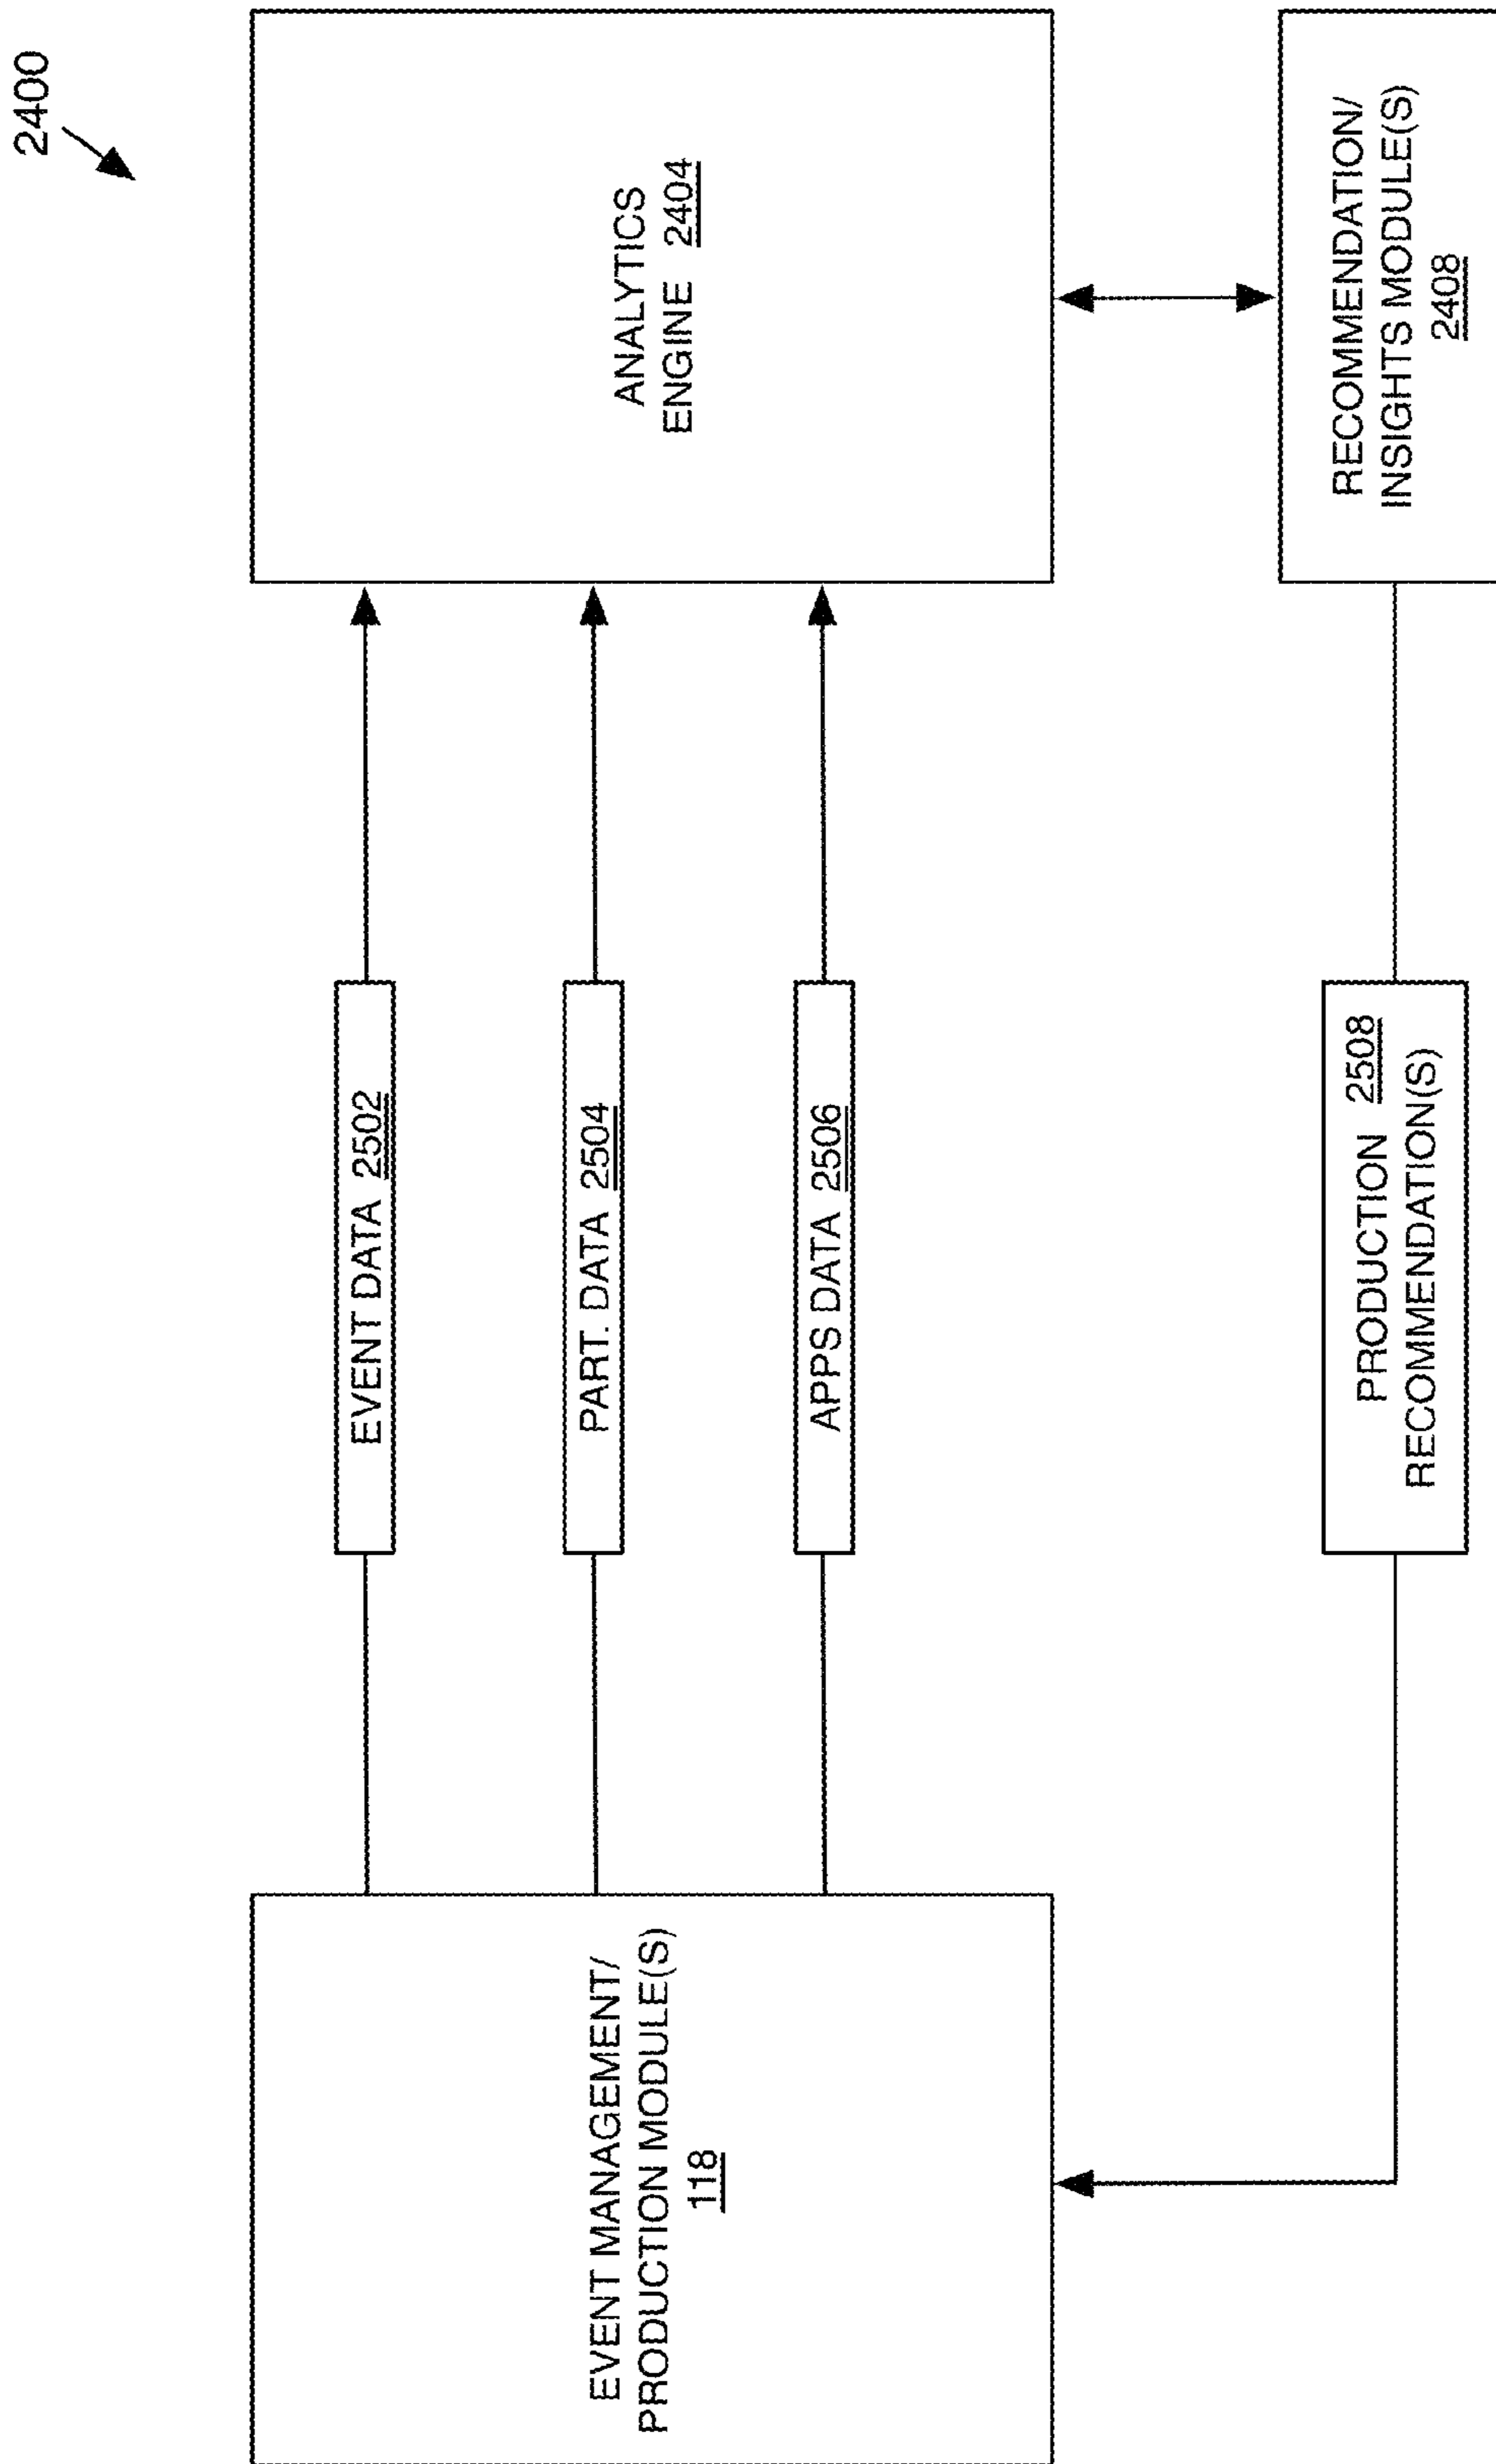 2400
EVENT MANAGEMENT/
PRODUCTION MODULE(S)
118
EVENT DATA 2502
PART. DATA 2504
APPS DATA 2506
ANALYTICS
ENGINE 2404
PRODUCTION 2508
RECOMMENDATION(S)
RECOMMENDATION/
INSIGHTS MODULE(S)
2408